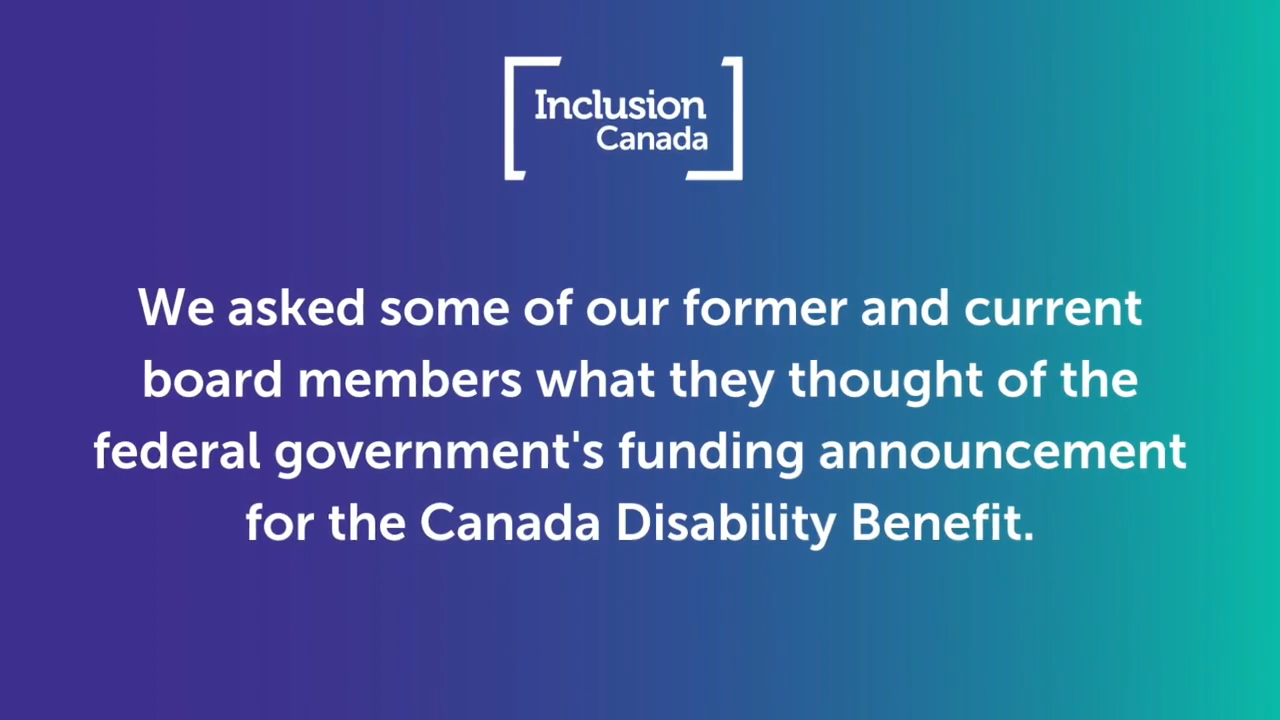 Inclusion
Canada
We asked some of our former and current
board members what they thought of the
federal government's funding announcement
for the Canada Disability Benefit.